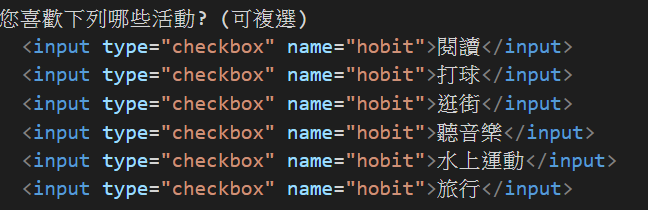 您喜歡下列哪些活動? (可複選)
<input type="checkbox" name="hobit">閱讀</input>
<input type="checkbox" name="hobit">打球</input>
<input type="checkbox" name="hobit">逛街</input>
<input type="checkbox" name="hobit">聽音樂</input>
<input type="checkbox" name="hobit">水上運動</input>
<input type="checkbox" name="hobit">旅行</input>